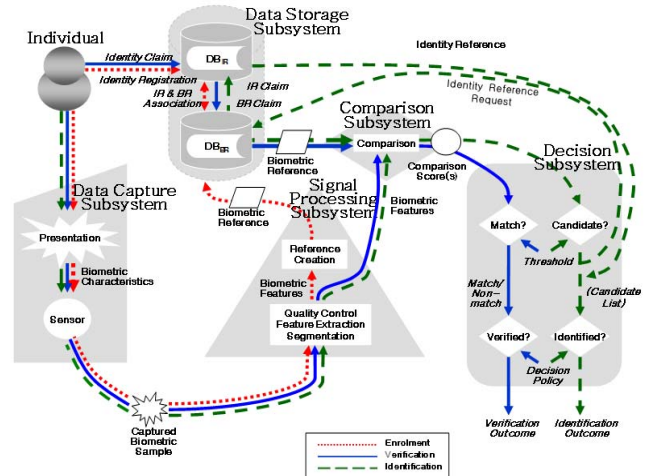 Individual
Data Storage
Subsystem
Identity Claim
Identity Registration
IR & BR
Association
DB IR
IR Claim
BR Claim
DB BR
Identity Reference
Identity Reference
Request
Comparison
Subsystem
Comparison
Comparison
Score(s)
Decision
Subsystem
Biometric
Reference
Biometric
Features
Data Capture
Subsystem
Signal
Processing
Subsystem
Biometric
Reference
Presentation
Biometric
Characteristics
Sensor
Reference
Creation
Biometric
Features
Quality Control
Feature Extraction
Segmentation
Match?
Candidate?
Threshold
Match/
Non-
match
(Candidate
List)
Verified?
Identified?
Decision
Policy
Verification
Outcome
Identification
Outcome
Captured
Biometric
Sample
Enrolment
Verification
Identification